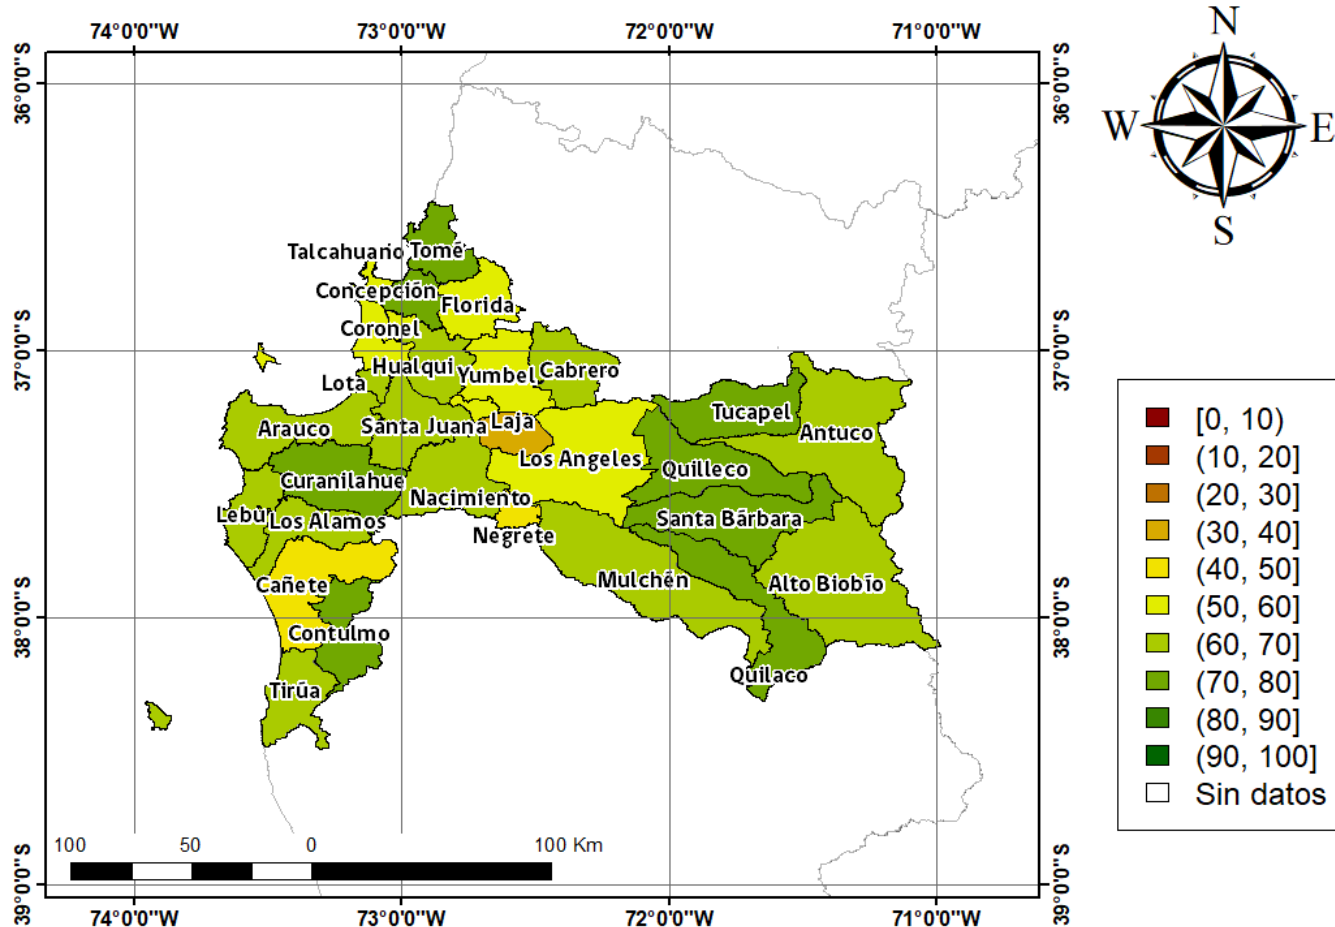 74°0'0"W 73°0'0"W 72°0'0"W 71°0'0"W
36°0'0"S
36°0'0"S
37°0'0"S
37°0'0"S
38°0'0"S
38°0'0"S
39°0'0"S
39°0'0"S
Talcahuano
Tomé
Concepción
Florida
Coronel
Hualqui
Yumbel
Cabrero
Lota
Tucapel
Arauco
Santa Juana
Laja
Antuco
Los Angeles
Quilleco
Curanilahue
Nacimiento
Lebu
Los Alamos
Santa Bárbara
Negrete
Cañete
Mulchén
Alto Biobío
Contulmo
Quilaco
Tirúa
100 50 0 100 Km
74°0'0"W 73°0'0"W 72°0'0"W 71°0'0"W
N
W
E
S
[0, 10)
(10, 20]
(20, 30]
(30, 40]
(40, 50]
(50, 60]
(60, 70]
(70, 80]
(80, 90]
(90, 100]
Sin datos